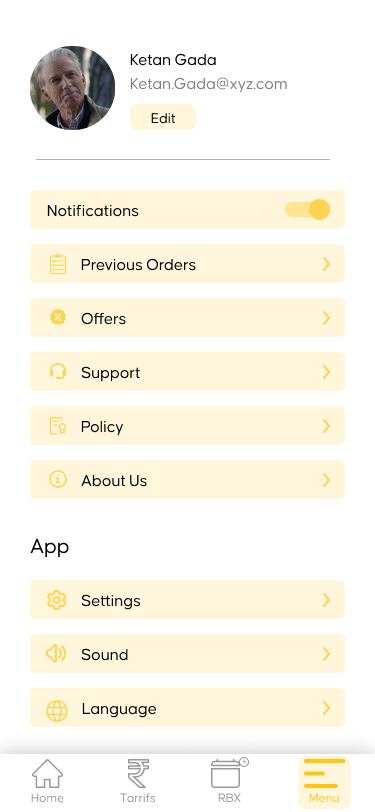 Ketan Gada
Ketan.Gada@xyz.com
Edit
Notifications
Previous Orders
Offers
Support
Policy
About Us
App
Settings
Sound
Language
Home
Tarrifs
RBX
Menu